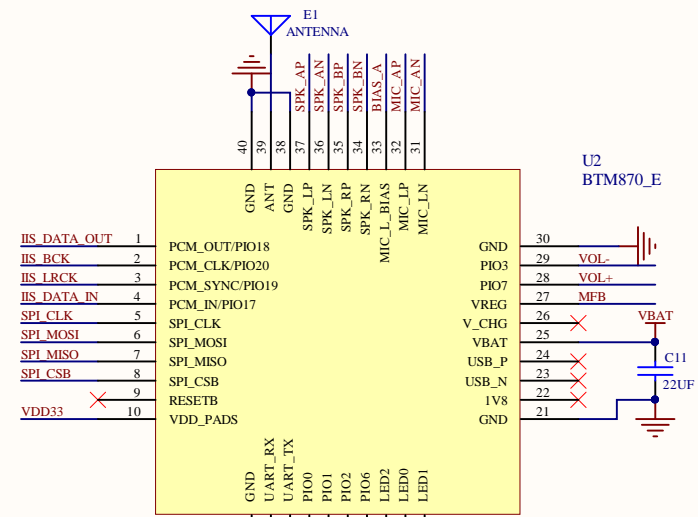 E1
ANTENNA
SPK_AP
SPK_AN
SPK_BP
SPK_BN
BIAS_A
MIC_AP
MIC_AN
40
39
38
37
36
35
34
33
32
31
GND
ANT
GND
SPK_LP
SPK_LN
SPK_RP
SPK_RN
MIC_L_BIAS
MIC_LP
MIC_LN
U2
BTM870_E
IIS_DATA_OUT 1 PCM_OUT/PIO18
IIS_BCK 2 PCM_CLK/PIO20
IIS_LRCK 3 PCM_SYNC/PIO19
IIS_DATA_IN 4 PCM_IN/PIO17
SPI_CLK 5 SPI_CLK
SPI_MOSI 6 SPI_MOSI
SPI_MISO 7 SPI_MISO
SPI_CSB 8 SPI_CSB
9 RESETB
VDD33 10 VDD_PADS
GND 30
PIO3 29 VOL-
PIO7 28 VOL+
VREG 27 MFB
V_CHG 26
VBAT 25
USB_P 24
USB_N 23
1V8 22
GND 21
VBAT
C11
22UF
GND
UART_RX
UART_TX
PIO0
PIO1
PIO2
PIO6
LED2
LED0
LED1